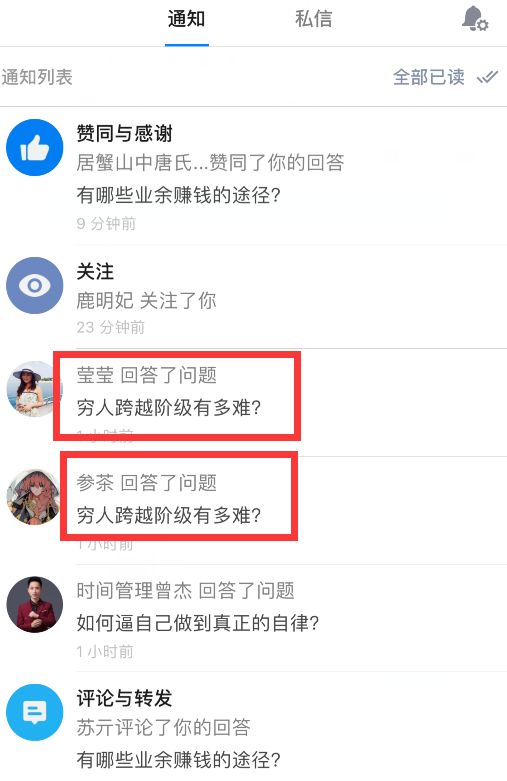 通知
私信
通知列表
全部已读
赞同与感谢
居蟹山中唐氏...赞同了你的回答
有哪些业余赚钱的途径?
9 分钟前
关注
鹿明妃 关注了你
23 分钟前
莹莹 回答了问题
穷人跨越阶级有多难?
1 小时前
参茶 回答了问题
穷人跨越阶级有多难?
1 小时前
时间管理曾杰 回答了问题
如何逼自己做到真正的自律?
1 小时前
评论与转发
苏亓评论了你的回答
有哪些业余赚钱的途径?